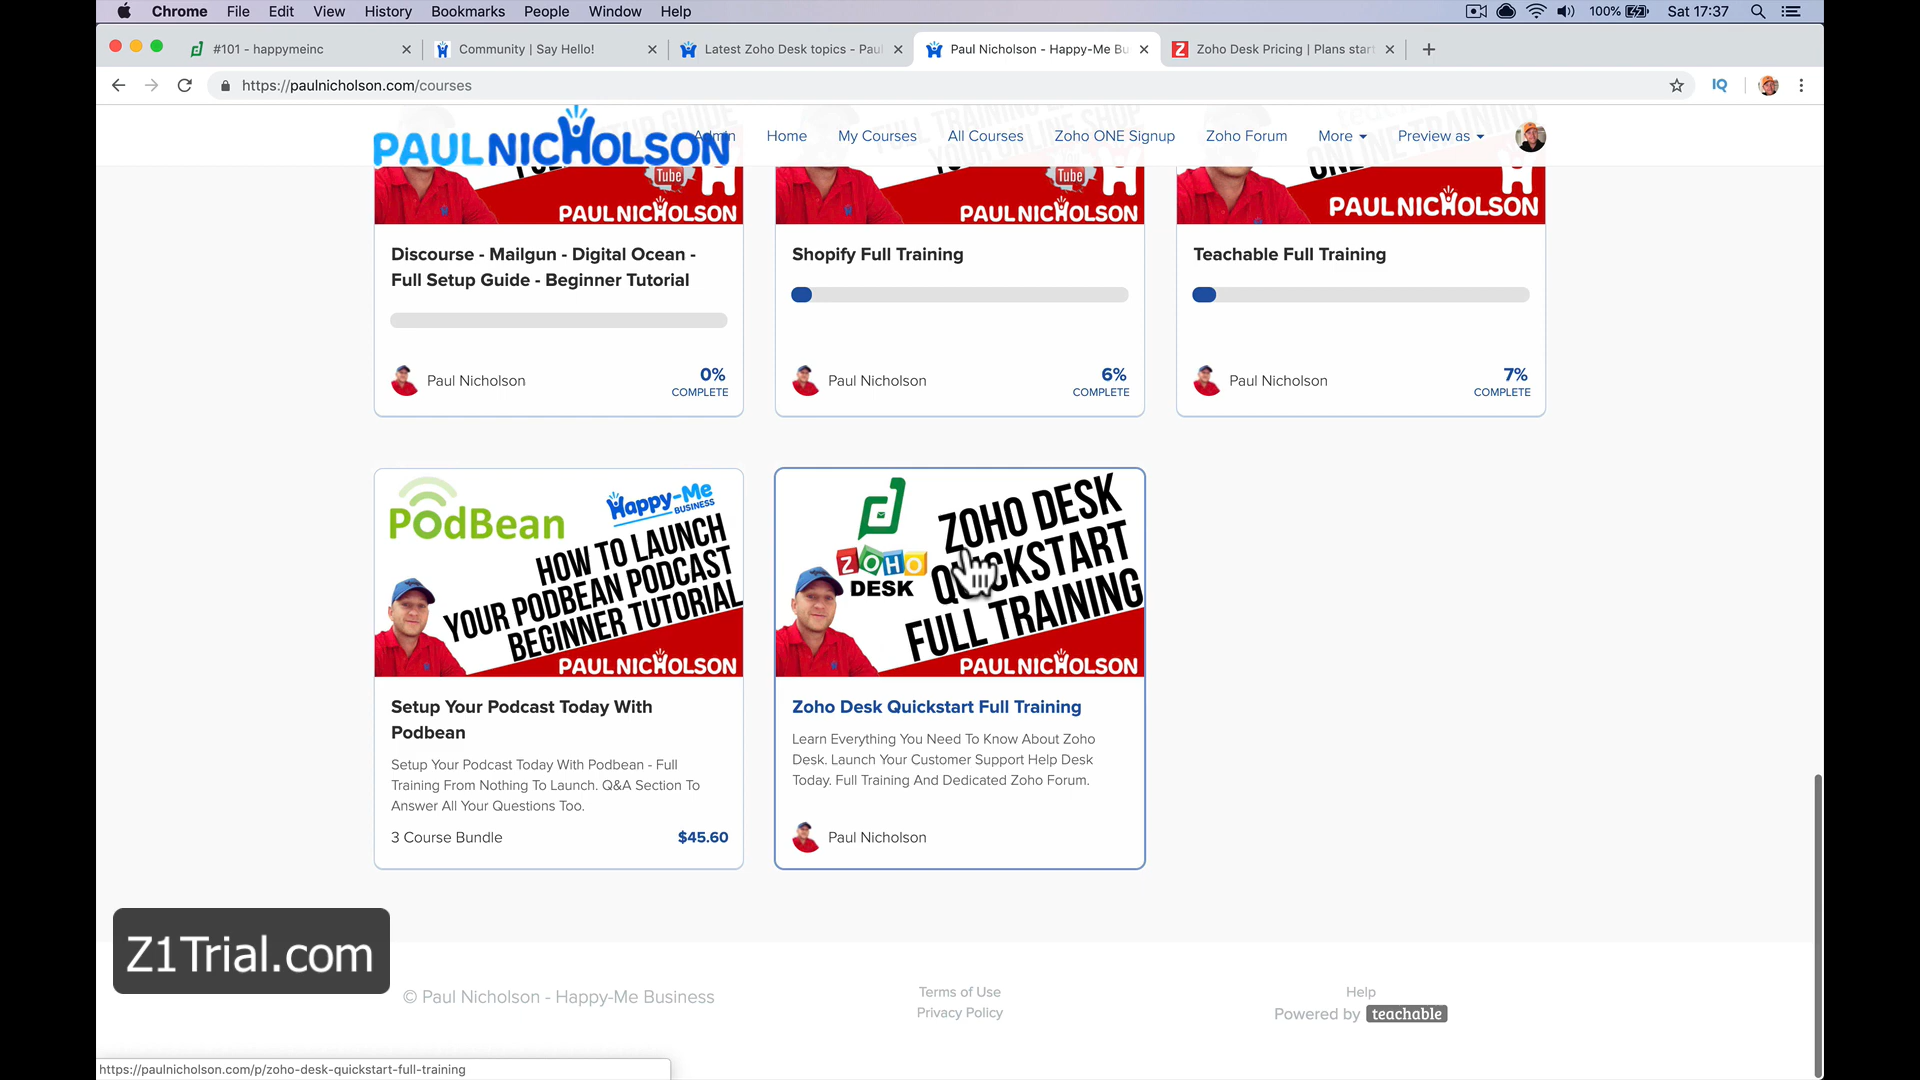 Chrome File Edit View History Bookmarks People Window Help 100% Sat 17:37
#101 - happymeinc
Community | Say Hello!
Latest Zoho Desk topics - Paul
Paul Nicholson - Happy-Me Bu
Zoho Desk Pricing | Plans start
https://paulnicholson.com/courses
IQ
PAULNICHOLSON
Admin Home My Courses All Courses Zoho ONE Signup Zoho Forum More Preview as
Tube
PAULNICHOLSON
Tube
PAULNICHOLSON
ONLINE TRAINING
PAULNICHOLSON
Discourse - Mailgun - Digital Ocean -
Full Setup Guide - Beginner Tutorial
Paul Nicholson
0%
COMPLETE
Shopify Full Training
Paul Nicholson
6%
COMPLETE
Teachable Full Training
Paul Nicholson
7%
COMPLETE
PodBean
Happy-Me
BUSINESS
HOW TO LAUNCH
YOUR PODBEAN PODCAST
BEGINNER TUTORIAL
PAULNICHOLSON
Setup Your Podcast Today With
Podbean
Setup Your Podcast Today With Podbean - Full
Training From Nothing To Launch. Q&A Section To
Answer All Your Questions Too.
3 Course Bundle $45.60
ZOHO
DESK
ZOHO DESK
QUICKSTART
FULL TRAINING
PAULNICHOLSON
Zoho Desk Quickstart Full Training
Learn Everything You Need To Know About Zoho
Desk. Launch Your Customer Support Help Desk
Today. Full Training And Dedicated Zoho Forum.
Paul Nicholson
Z1Trial.com
© Paul Nicholson - Happy-Me Business
Terms of Use
Privacy Policy
Help
Powered by teachable
https://paulnicholson.com/p/zoho-desk-quickstart-full-training